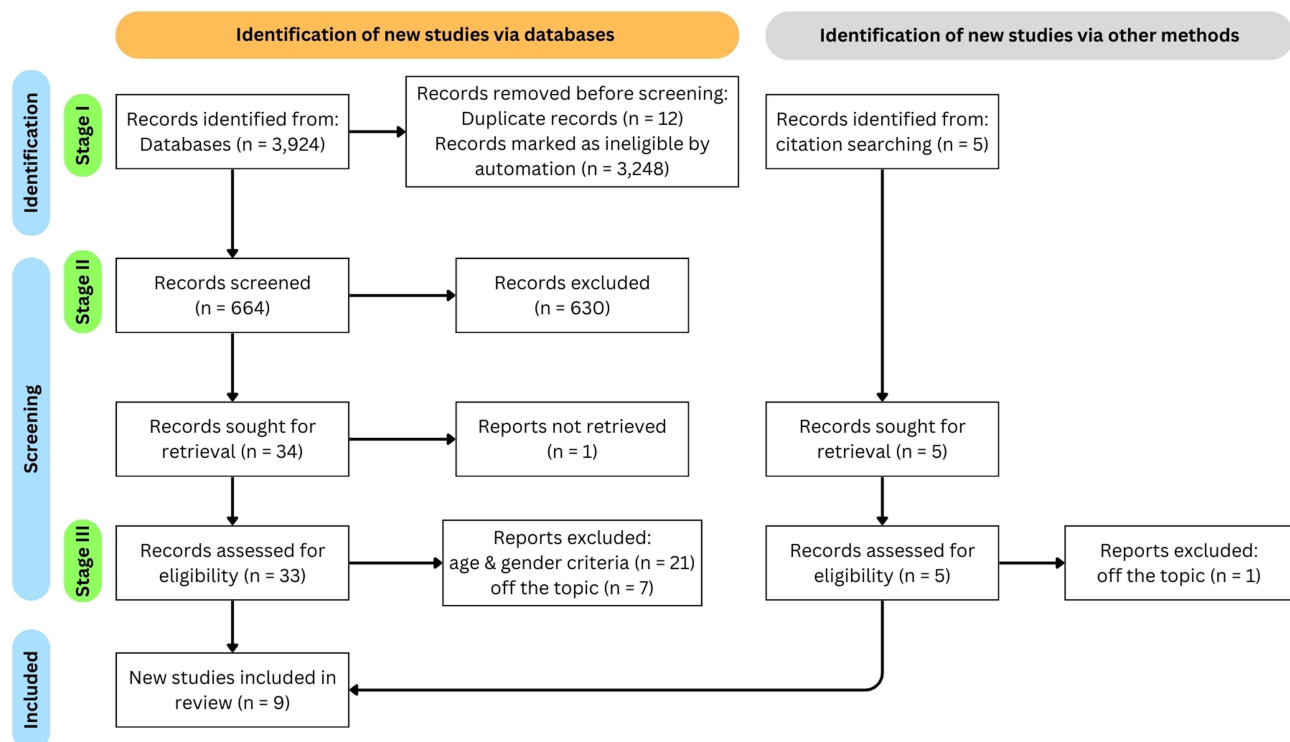 Identification of new studies via databases
Identification of new studies via other methods
Identification
Stage I
Records identified from:
Databases (n = 3,924)
Records removed before screening:
Duplicate records (n = 12)
Records marked as ineligible by
automation (n = 3,248)
Records identified from:
citation searching (n = 5)
Screening
Stage II
Records screened
(n = 664)
Records excluded
(n = 630)
Records sought for
retrieval (n = 34)
Reports not retrieved
(n = 1)
Records sought for
retrieval (n = 5)
Stage III
Records assessed for
eligibility (n = 33)
Reports excluded:
age & gender criteria (n = 21)
off the topic (n = 7)
Records assessed for
eligibility (n = 5)
Reports excluded:
off the topic (n = 1)
Included
New studies included in
review (n = 9)